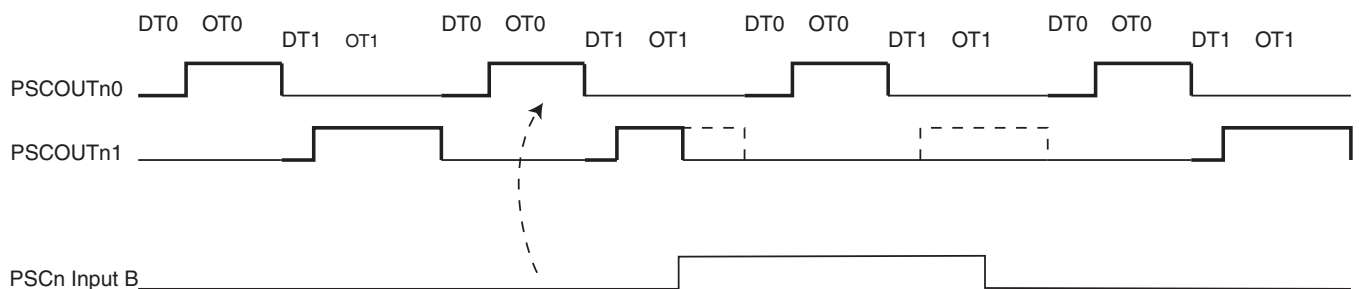 DT0 OT0 DT0 OT0 DT0 OT0 DT0 OT0
DT1 OT1 DT1 OT1 DT1 OT1 DT1 OT1
PSCOUTn0
PSCOUTn1
PSCn Input B